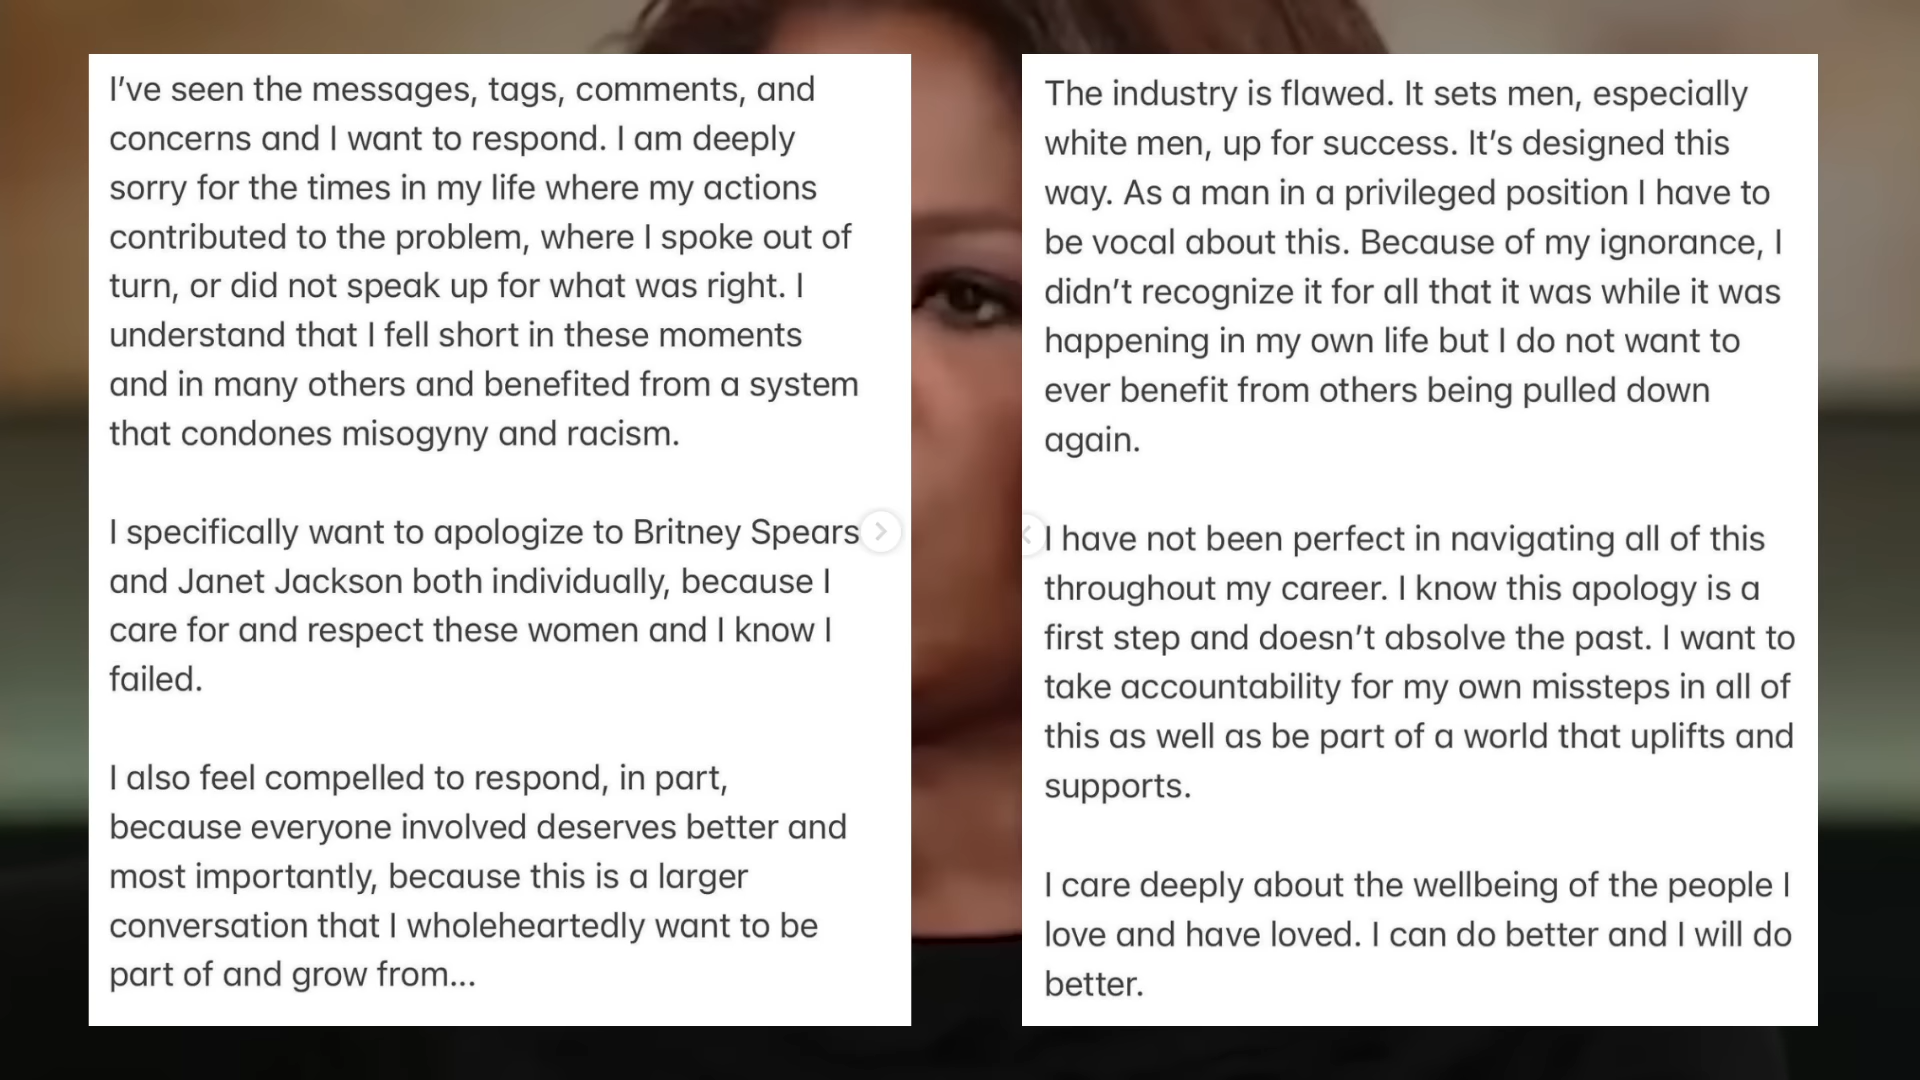 I’ve seen the messages, tags, comments, and
concerns and I want to respond. I am deeply
sorry for the times in my life where my actions
contributed to the problem, where I spoke out of
turn, or did not speak up for what was right. I
understand that I fell short in these moments
and in many others and benefited from a system
that condones misogyny and racism.
I specifically want to apologize to Britney Spears
and Janet Jackson both individually, because I
care for and respect these women and I know I
failed.
I also feel compelled to respond, in part,
because everyone involved deserves better and
most importantly, because this is a larger
conversation that I wholeheartedly want to be
part of and grow from...
The industry is flawed. It sets men, especially
white men, up for success. It’s designed this
way. As a man in a privileged position I have to
be vocal about this. Because of my ignorance, I
didn’t recognize it for all that it was while it was
happening in my own life but I do not want to
ever benefit from others being pulled down
again.
I have not been perfect in navigating all of this
throughout my career. I know this apology is a
first step and doesn’t absolve the past. I want to
take accountability for my own missteps in all of
this as well as be part of a world that uplifts and
supports.
I care deeply about the wellbeing of the people I
love and have loved. I can do better and I will do
better.